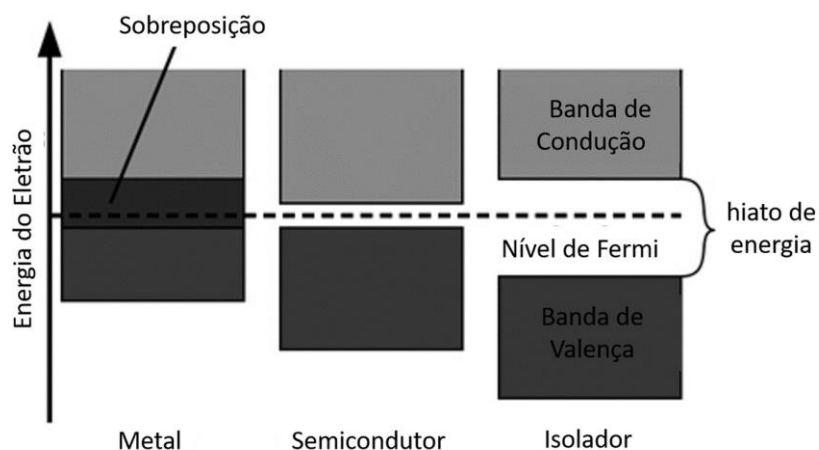 Sobreposição
Energia do Eletrão
Banda de
Condução
hiato de
energia
Nível de Fermi
Banda de
Valença
Metal
Semicondutor
Isolador